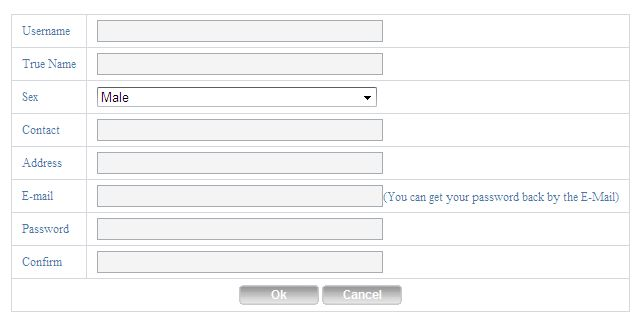 Username
True Name
Sex Male
Contact
Address
E-mail (You can get your password back by the E-Mail)
Password
Confirm
Ok Cancel